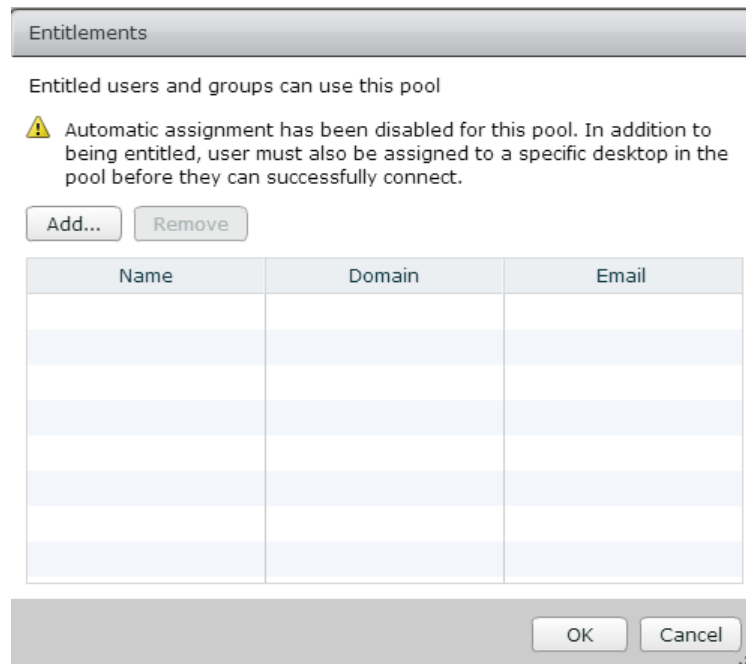 Entitlements
Entitled users and groups can use this pool
Automatic assignment has been disabled for this pool. In addition to
being entitled, user must also be assigned to a specific desktop in the
pool before they can successfully connect.
Add... Remove
Name Domain Email
OK Cancel